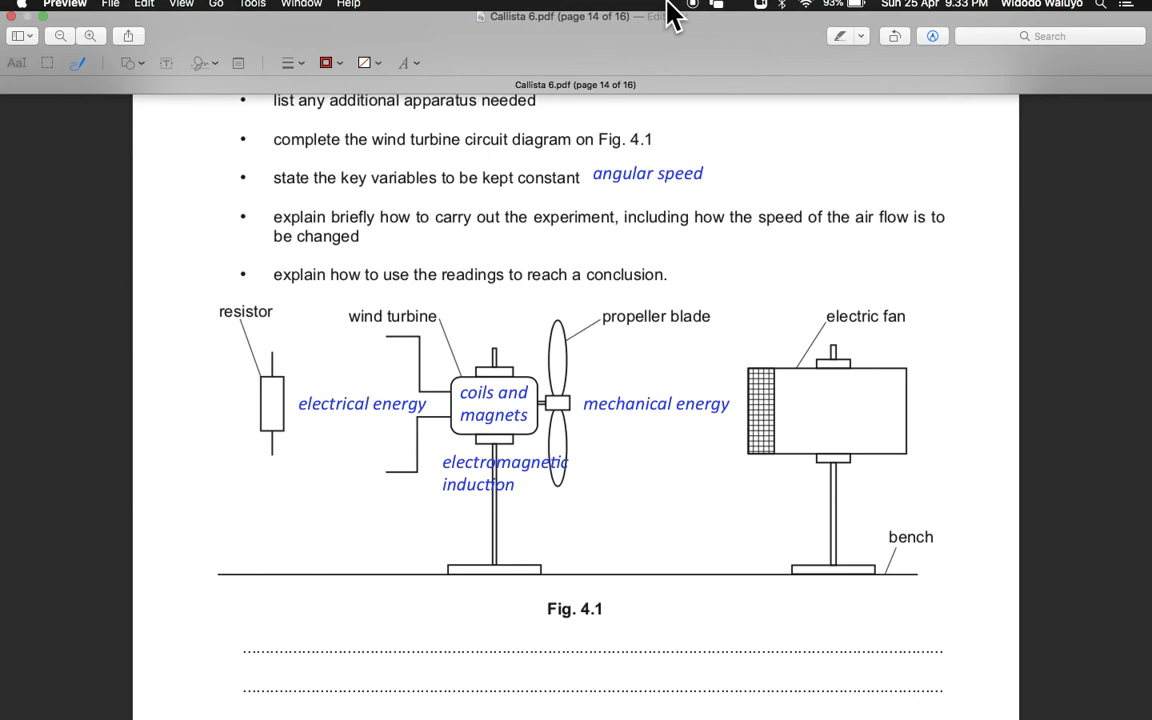 Preview File Edit View Go Tools Window Help 93% Sun 25 Apr 9.33 PM Widodo Waluyo
Callista 6.pdf (page 14 of 16)
Search
AaI T A
Callista 6.pdf (page 14 of 16)
• list any additional apparatus needed
• complete the wind turbine circuit diagram on Fig. 4.1
• state the key variables to be kept constant angular speed
• explain briefly how to carry out the experiment, including how the speed of the air flow is to
be changed
• explain how to use the readings to reach a conclusion.
resistor
wind turbine
propeller blade
electric fan
electrical energy
coils and
magnets
mechanical energy
electromagnetic
induction
bench
Fig. 4.1